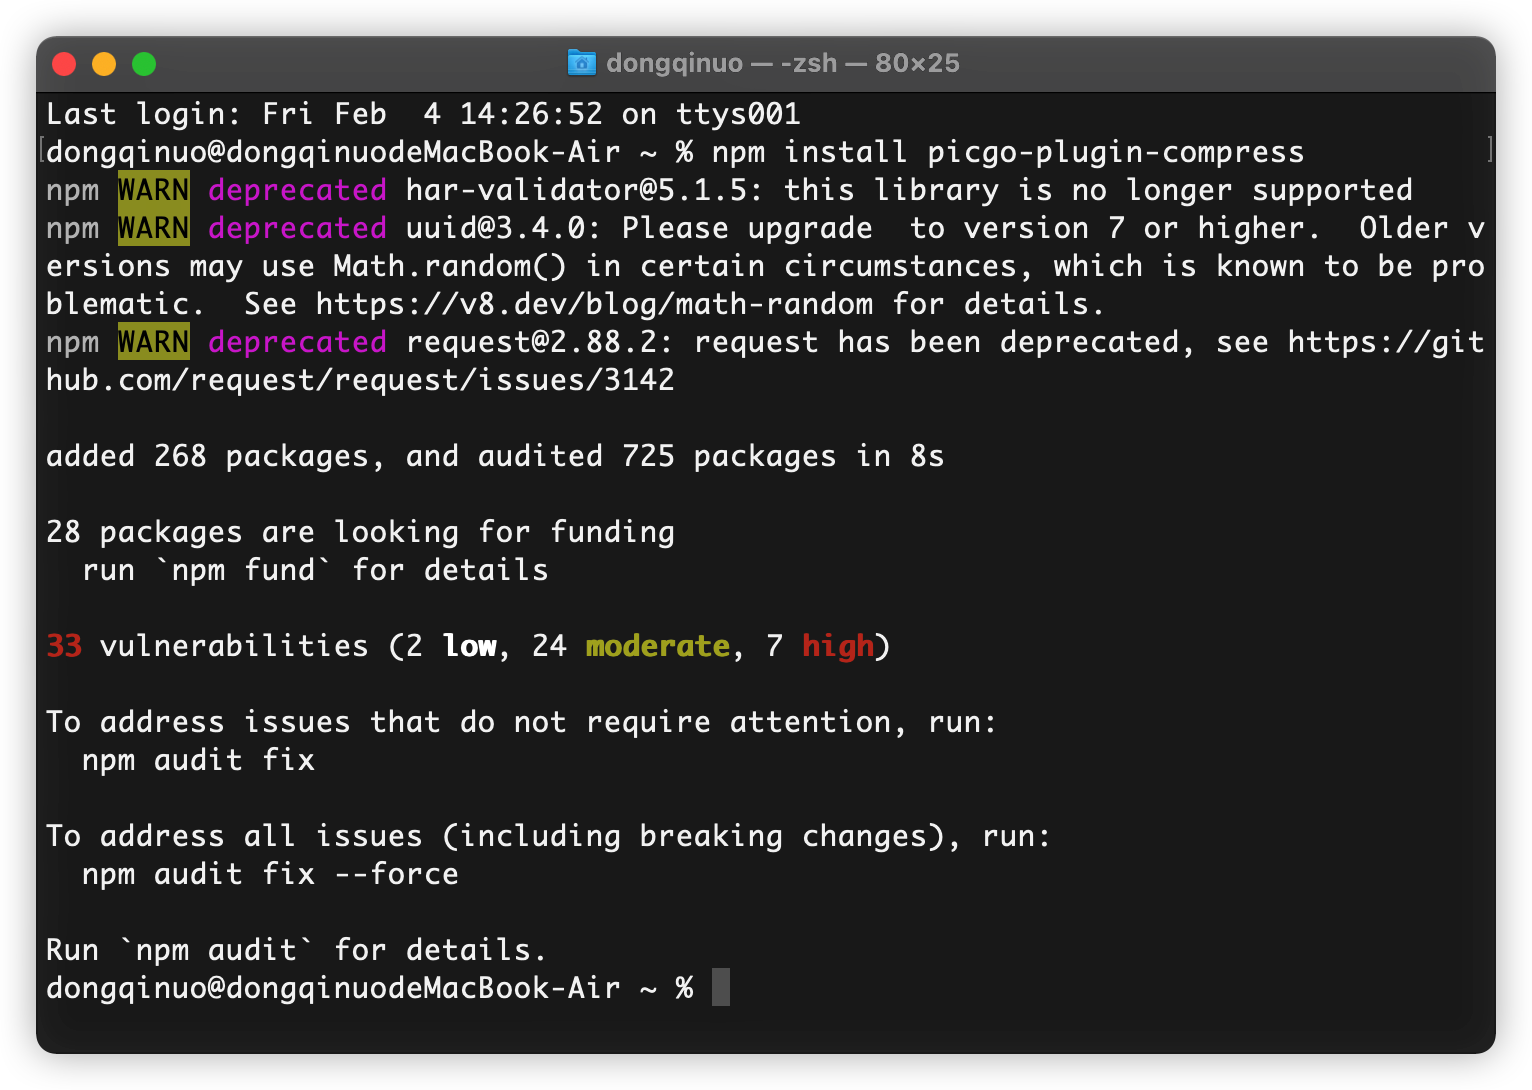 dongqinuo — -zsh — 80×25
Last login: Fri Feb  4 14:26:52 on ttys001
[dongqinuo@dongqinuodeMacBook-Air ~ % npm install picgo-plugin-compress ]
npm WARN deprecated har-validator@5.1.5: this library is no longer supported
npm WARN deprecated uuid@3.4.0: Please upgrade  to version 7 or higher.  Older v
ersions may use Math.random() in certain circumstances, which is known to be pro
blematic.  See https://v8.dev/blog/math-random for details.
npm WARN deprecated request@2.88.2: request has been deprecated, see https://git
hub.com/request/request/issues/3142
added 268 packages, and audited 725 packages in 8s
28 packages are looking for funding
  run `npm fund` for details
33 vulnerabilities (2 low, 24 moderate, 7 high)
To address issues that do not require attention, run:
  npm audit fix
To address all issues (including breaking changes), run:
  npm audit fix --force
Run `npm audit` for details.
dongqinuo@dongqinuodeMacBook-Air ~ %